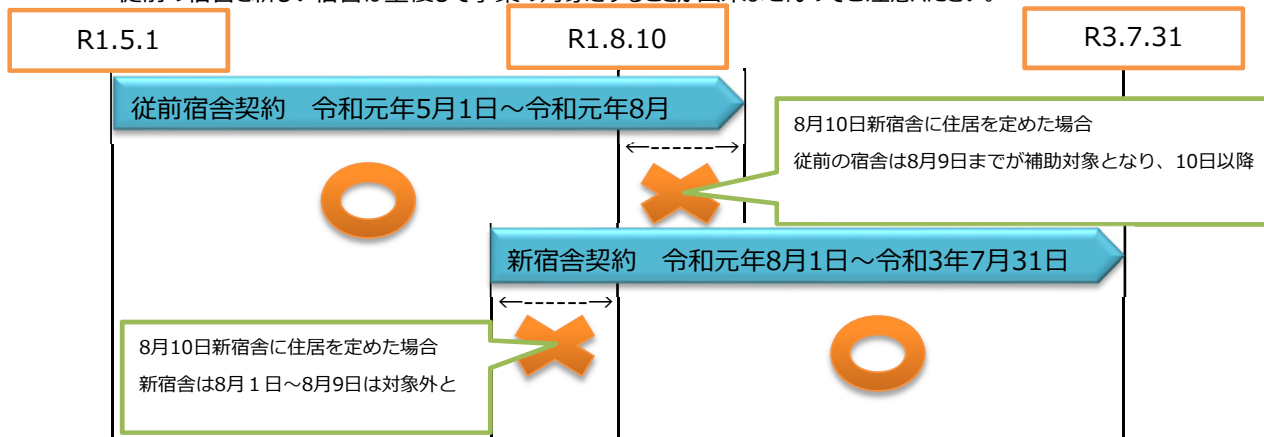 R1.5.1
R1.8.10
R3.7.31
従前宿舎契約　令和元年5月1日～令和元年8月
8月10日新宿舎に住居を定めた場合
従前の宿舎は8月9日までが補助対象となり、10日以降
新宿舎契約　令和元年8月1日～令和3年7月31日
8月10日新宿舎に住居を定めた場合
新宿舎は8月１日～8月9日は対象外と